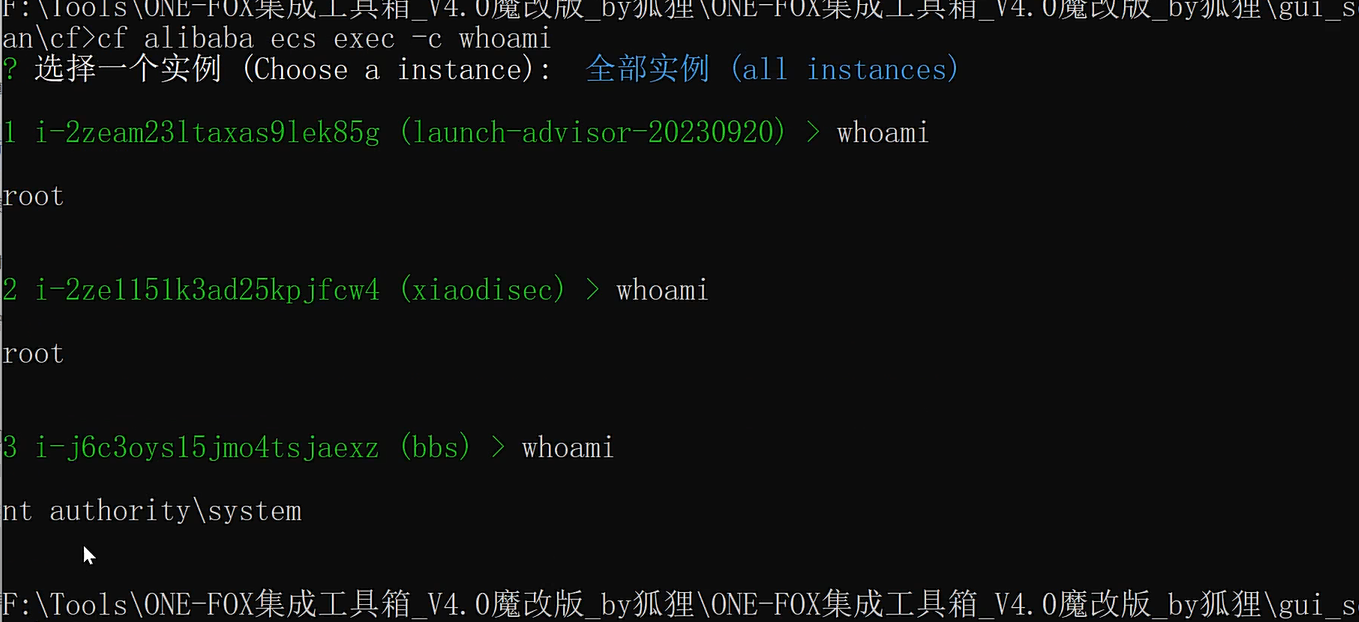 F:\Tools\ONE-FOX集成工具箱_V4.0魔改版_by狐狸\ONE-FOX集成工具箱_V4.0魔改版_by狐狸\gui_s
an\cf>cf alibaba ecs exec -c whoami
? 选择一个实例 (Choose a instance): 全部实例 (all instances)
1 i-2zeam23ltaxas9lek85g (launch-advisor-20230920) > whoami
root
2 i-2ze1151k3ad25kpjfcw4 (xiaodisec) > whoami
root
3 i-j6c3oys15jmo4tsjaexz (bbs) > whoami
nt authority\system
F:\Tools\ONE-FOX集成工具箱_V4.0魔改版_by狐狸\ONE-FOX集成工具箱_V4.0魔改版_by狐狸\gui_s